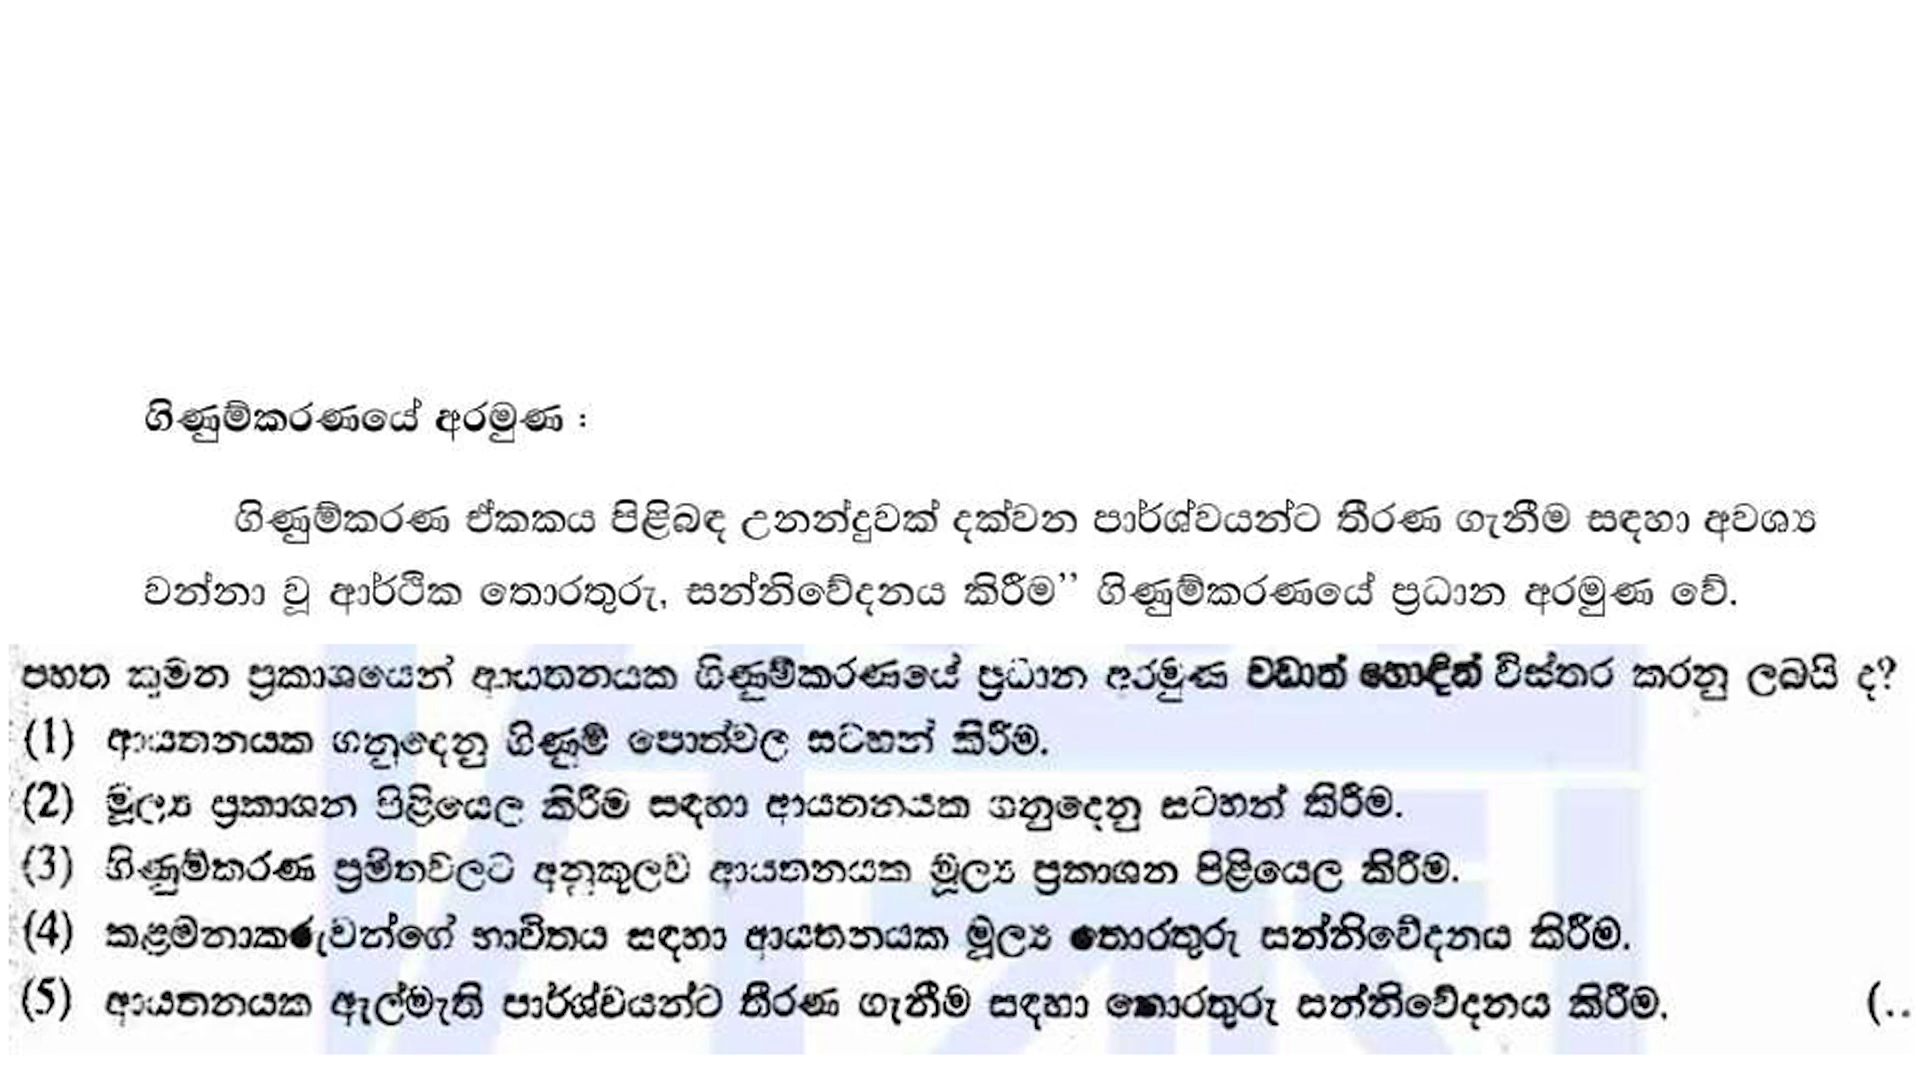 ගිණුම්කරණයේ අරමුණ :
ගිණුම්කරණ ඒකකය පිළිබඳ උනන්දුවක් දක්වන පාර්ශ්වයන්ට තීරණ ගැනීම සඳහා අවශ්‍ය
වන්නා වූ ආර්ථික තොරතුරු, සන්නිවේදනය කිරීම’’ ගිණුම්කරණයේ ප්‍රධාන අරමුණ වේ.
පහත කුමන ප්‍රකාශයෙන් ආයතනයක ගිණුම්කරණයේ ප්‍රධාන අරමුණ වඩාත් හොඳින් විස්තර කරනු ලබයි ද?
(1) ආයතනයක ගනුදෙනු ගිණුම් පොත්වල සටහන් කිරීම.
(2) මූල්‍ය ප්‍රකාශන පිළියෙල කිරීම සඳහා ආයතනයක ගනුදෙනු සටහන් කිරීම.
(3) ගිණුම්කරණ ප්‍රමිතවලට අනුකූලව ආයතනයක මූල්‍ය ප්‍රකාශන පිළියෙල කිරීම.
(4) කළමනාකරුවන්ගේ භාවිතය සඳහා ආයතනයක මූල්‍ය තොරතුරු සන්නිවේදනය කිරීම.
(5) ආයතනයක ඇල්මැති පාර්ශ්වයන්ට තීරණ ගැනීම සඳහා තොරතුරු සන්නිවේදනය කිරීම. (..